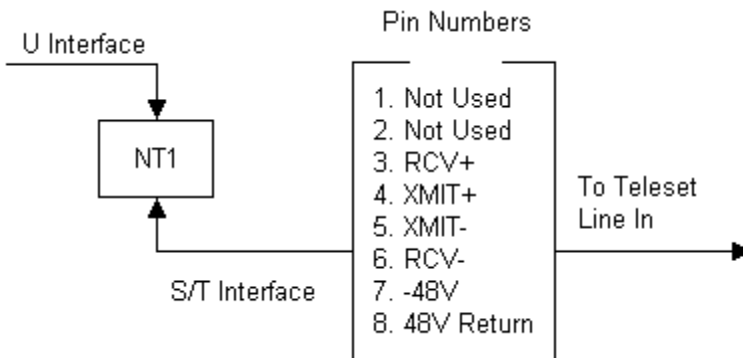 Pin Numbers
U Interface
NT1
1. Not Used
2. Not Used
3. RCV+
4. XMIT+
5. XMIT-
6. RCV-
7. -48V
8. 48V Return
To Teleset
Line In
S/T Interface